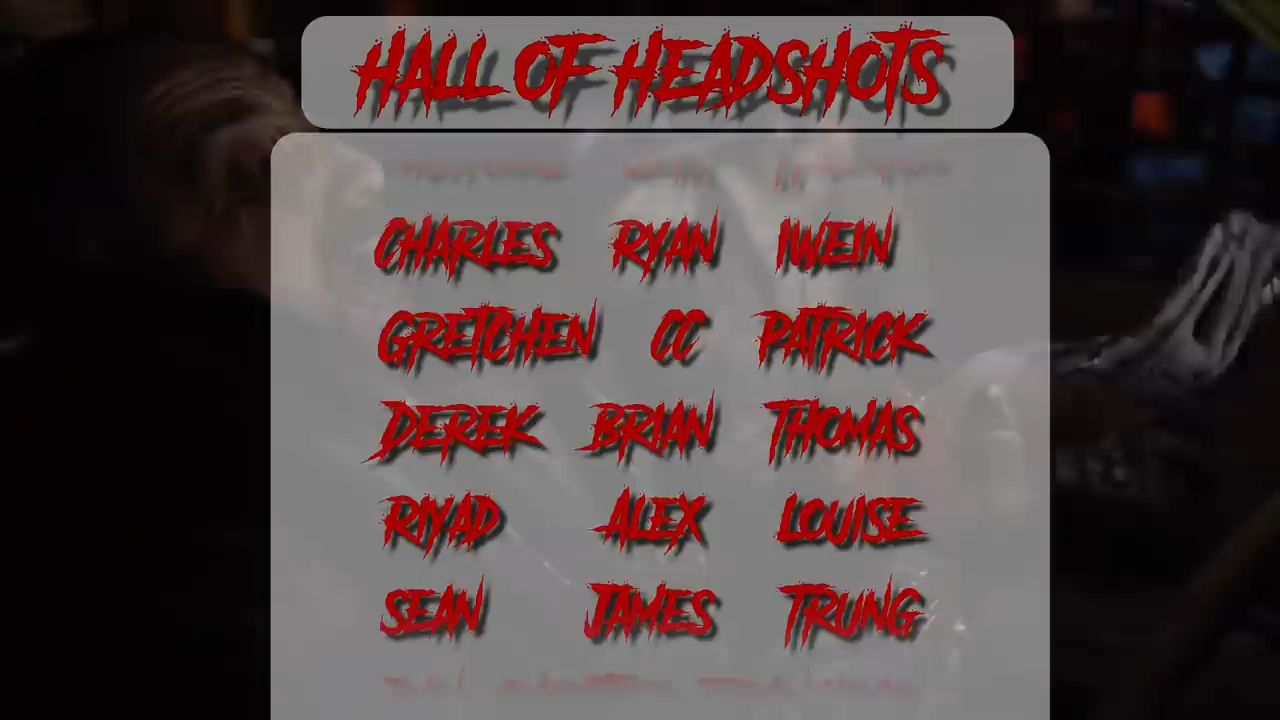 HALL OF HEADSHOTS
CHARLES RYAN IWEIN
GRETCHEN CC PATRICK
DEREK BRIAN THOMAS
RIYAD ALEX LOUISE
SEAN JAMES TRUNG